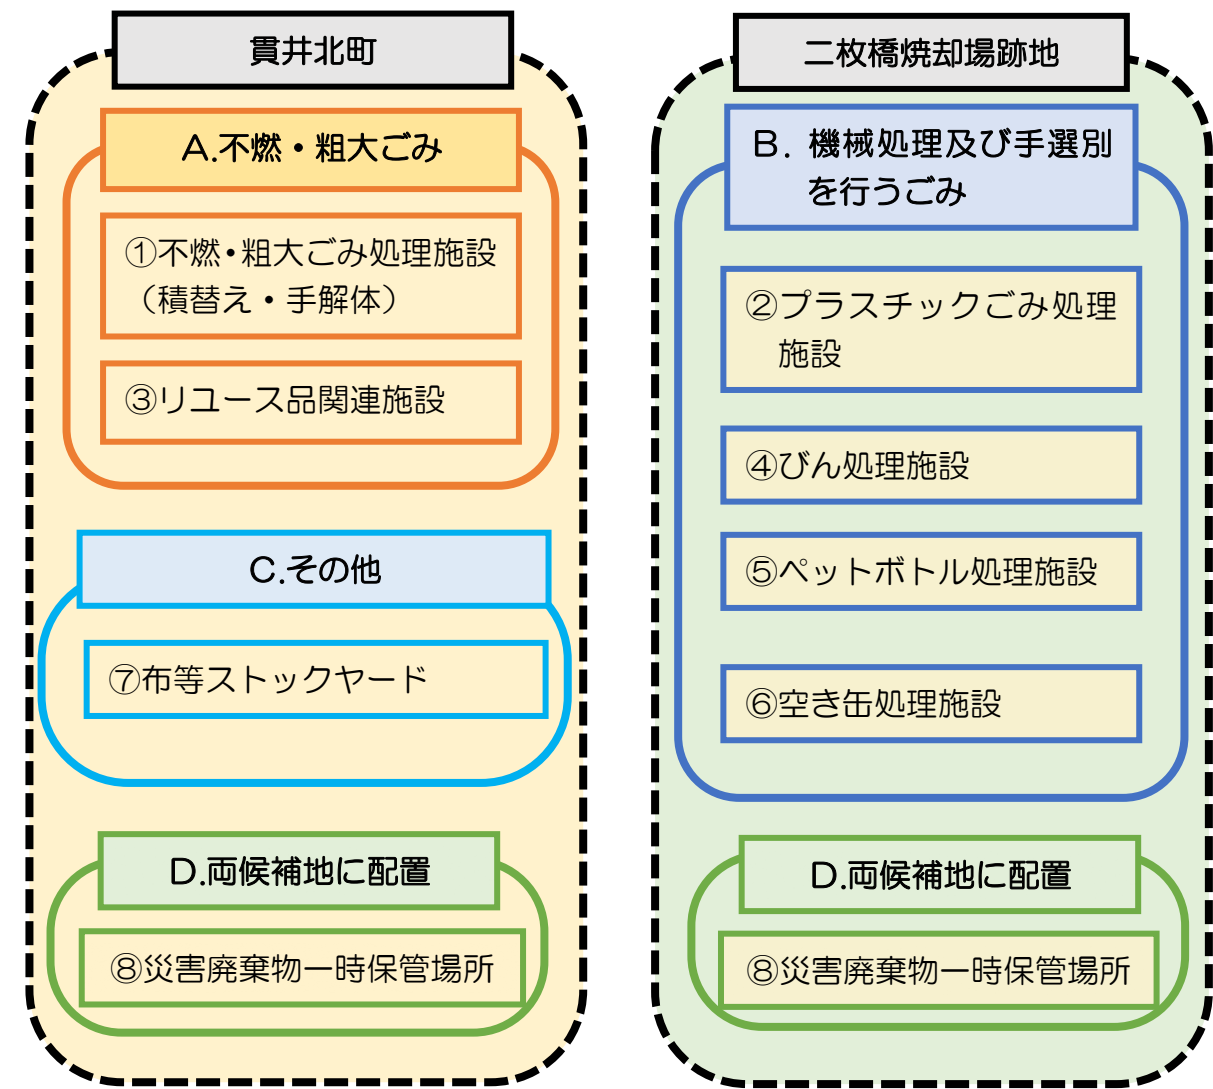 貫井北町
A.不燃・粗大ごみ
①不燃・粗大ごみ処理施設
（積替え・手解体）
③リユース品関連施設
C.その他
⑦布等ストックヤード
D.両候補地に配置
⑧災害廃棄物一時保管場所
二枚橋焼却場跡地
B. 機械処理及び手選別
を行うごみ
②プラスチックごみ処理
施設
④びん処理施設
⑤ペットボトル処理施設
⑥空き缶処理施設
D.両候補地に配置
⑧災害廃棄物一時保管場所